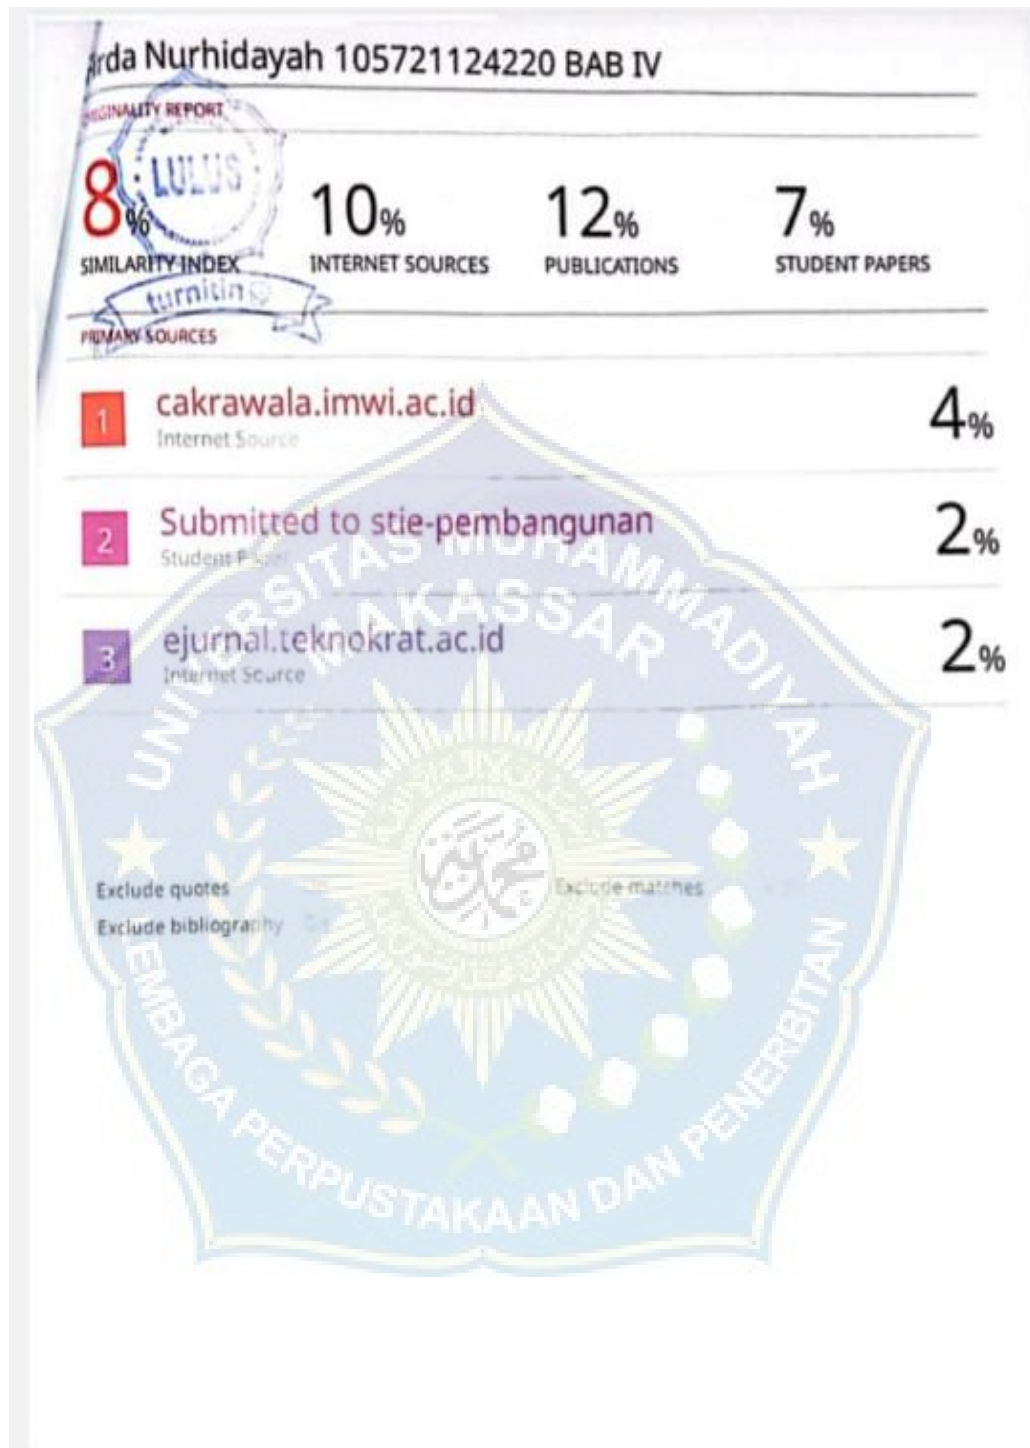 Nurhidayah 105721124220 BAB IV
REPORT
LULUS
8%
SIMILARITY INDEX
10%
INTERNET SOURCES
12%
PUBLICATIONS
7%
STUDENT PAPERS
turnitin
PRIMARY SOURCES
1
cakrawala.imwi.ac.id
Internet Source
4%
2
Submitted to stie-pembangunan
Student
2%
3
ejurnal.teknokrat.ac.id
Internet Source
2%
UNIVERSITAS MUHAMMADIYAH
MAKASSAR
Exclude quotes
Exclude matches
Exclude bibliography
LEMBAGA PERPUSTAKAAN DAN PENERBITAN